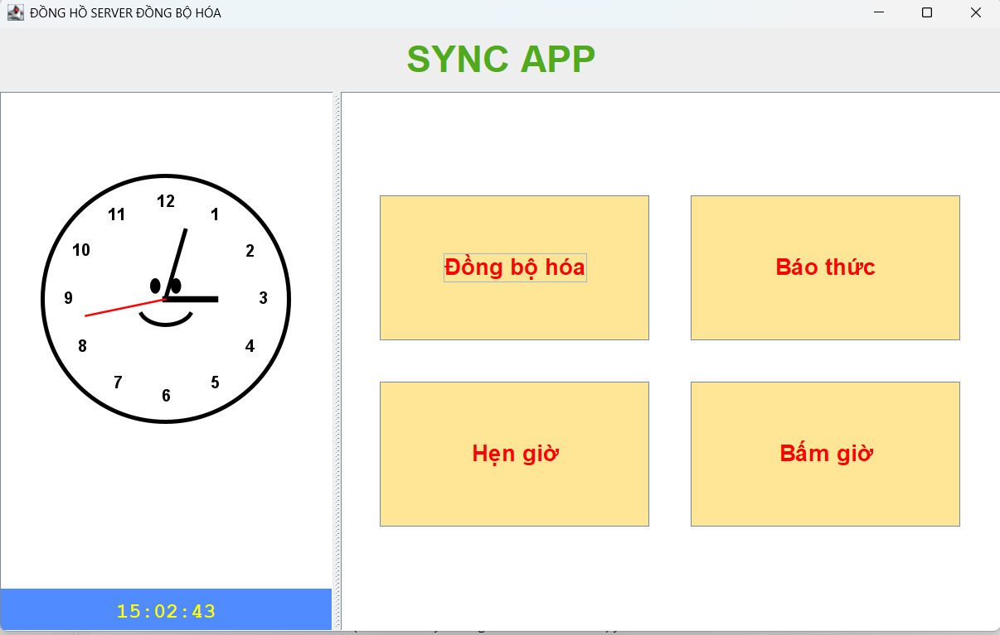 ĐỒNG HỒ SERVER ĐỒNG BỘ HÓA
SYNC APP
12
11
1
10
2
9
3
8
4
7
5
6
15:02:43
Đồng bộ hóa
Báo thức
Hẹn giờ
Bấm giờ